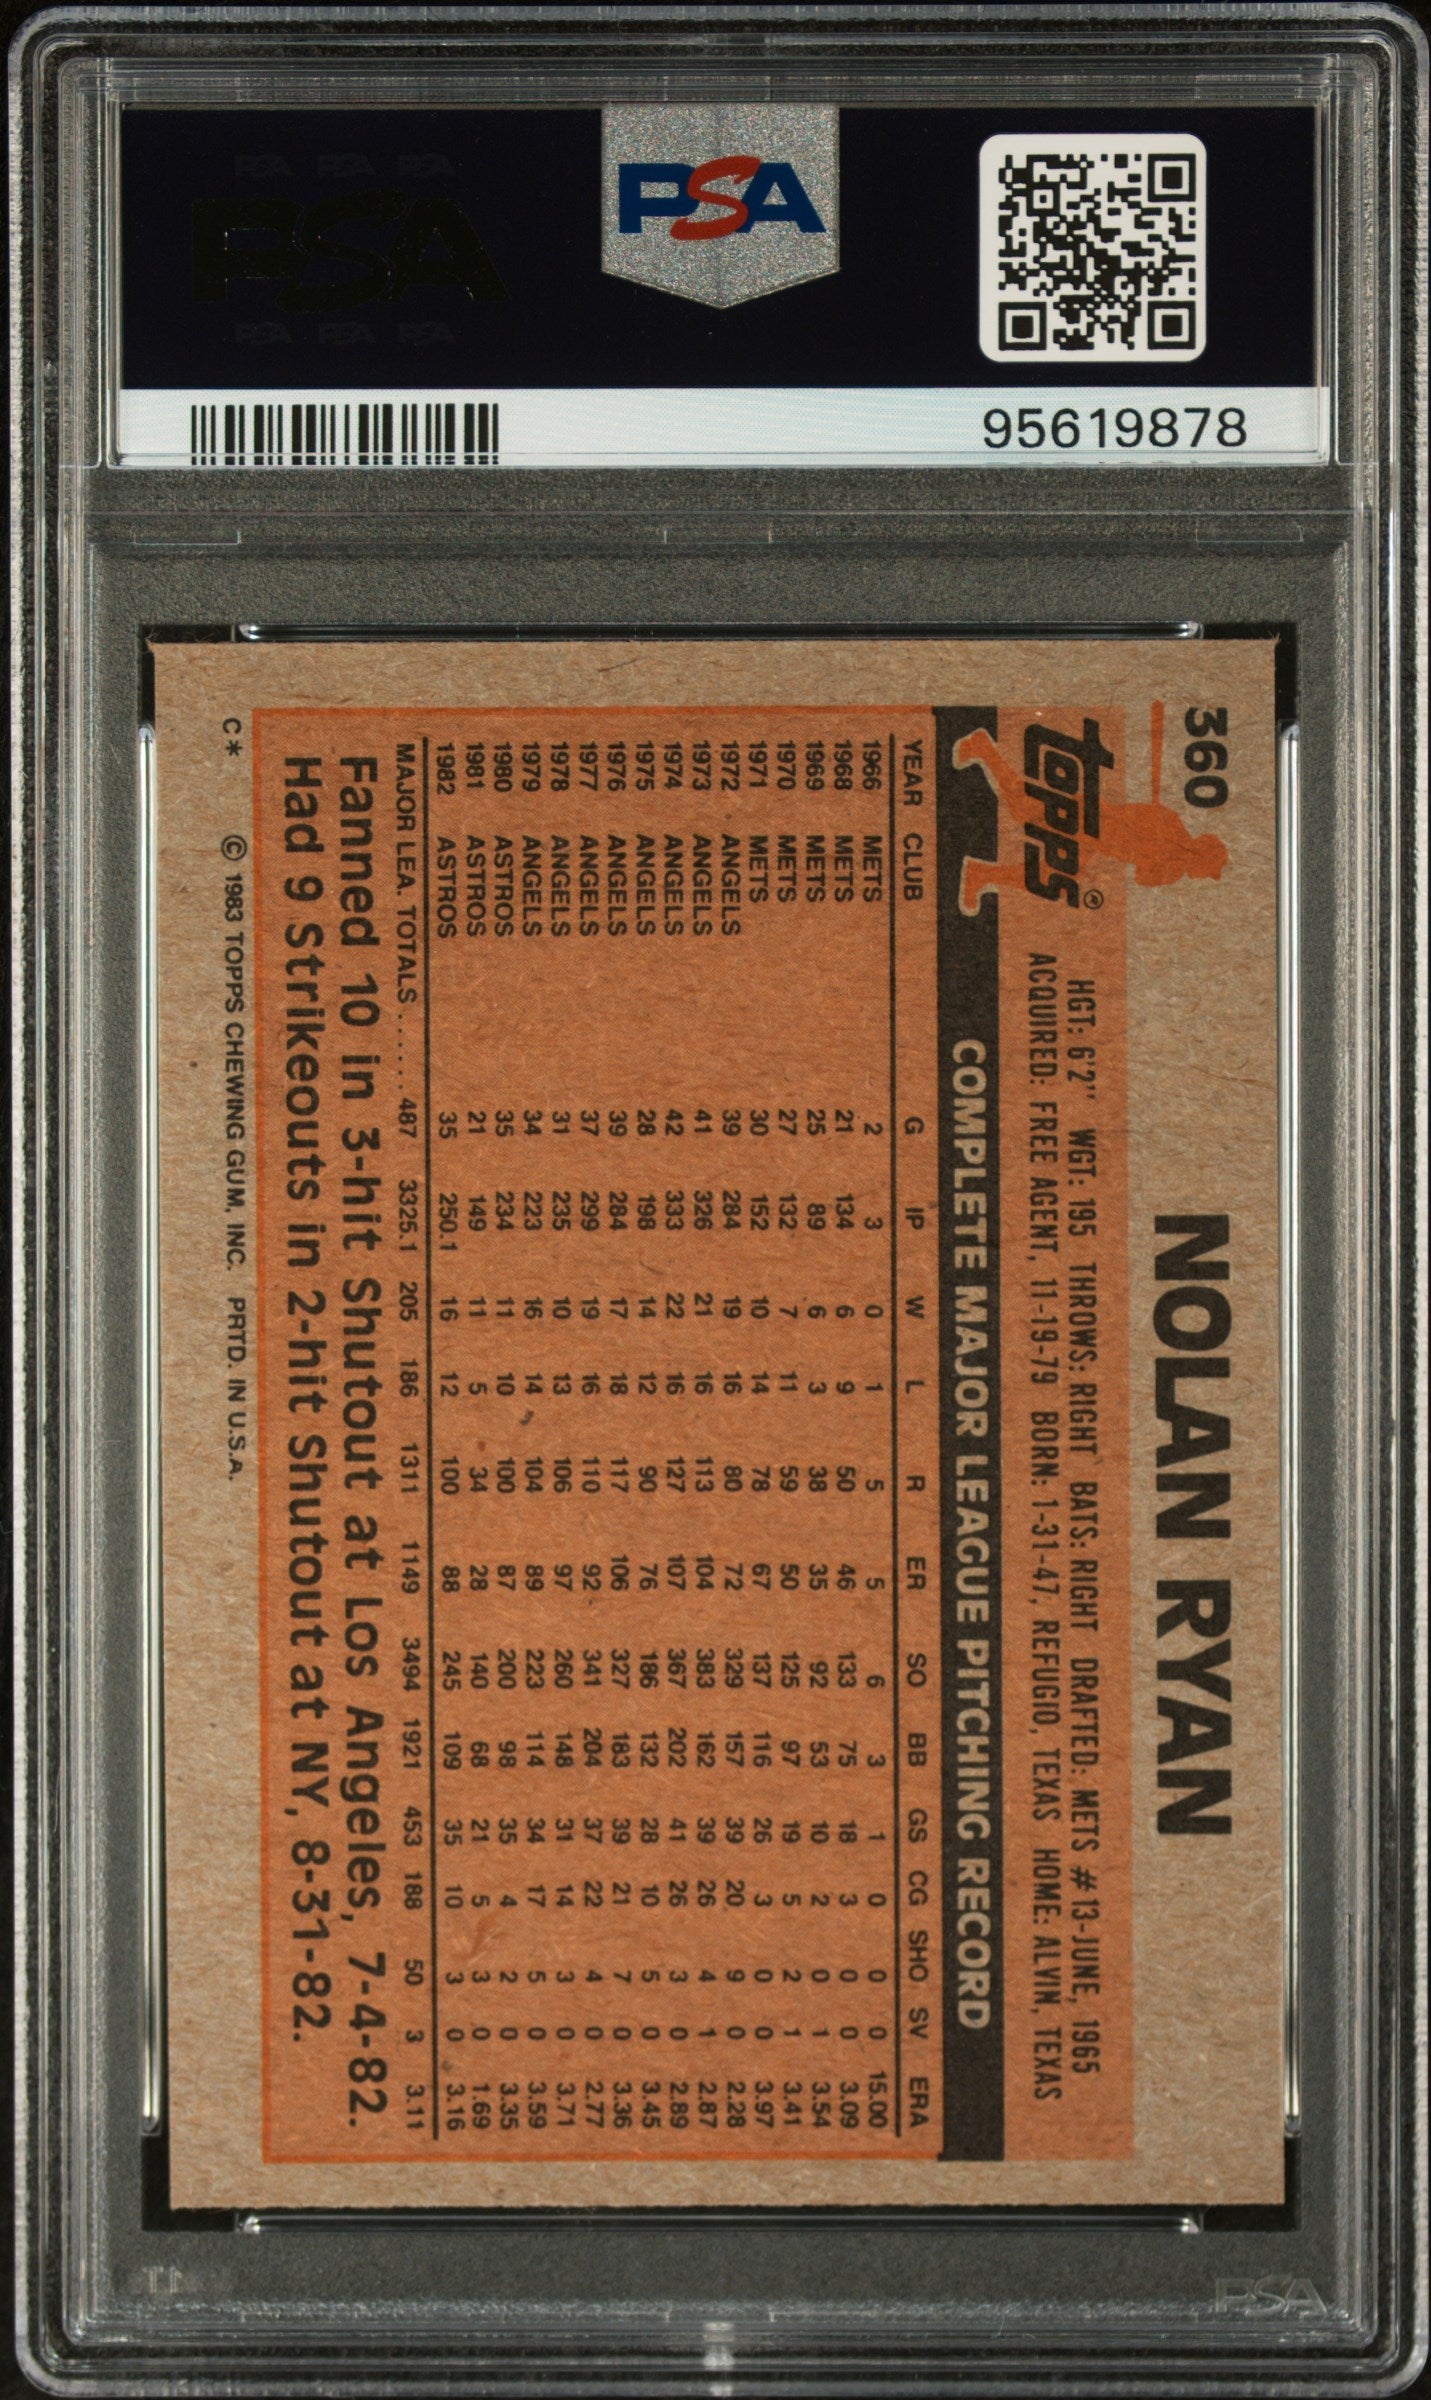 PSA PSA PSA
PSA
PSA PSA PSA
PSA
95619878
360 NOLAN RYAN
TOPPS®
HGT: 6'2" WGT: 195 THROWS: RIGHT BATS: RIGHT DRAFTED: METS #13-JUNE, 1965
ACQUIRED: FREE AGENT, 11-19-79 BORN: 1-31-47, REFUGIO, TEXAS HOME: ALVIN, TEXAS
COMPLETE MAJOR LEAGUE PITCHING RECORD
YEAR CLUB G IP W L R ER SO BB GS CG SHO SV ERA
1966 METS 2 3 0 1 5 5 6 3 1 0 0 0 15.00
1968 METS 21 134 6 9 50 46 133 75 18 3 0 0 3.09
1969 METS 25 89 6 3 38 35 92 53 10 2 0 1 3.54
1970 METS 27 132 7 11 59 50 125 97 19 5 2 1 3.41
1971 METS 30 152 10 14 78 67 137 116 26 3 0 0 3.97
1972 ANGELS 39 284 19 16 80 72 329 157 39 20 9 0 2.28
1973 ANGELS 41 326 21 16 113 104 383 162 39 26 4 1 2.87
1974 ANGELS 42 333 22 16 127 107 367 202 41 26 3 0 2.89
1975 ANGELS 28 198 14 12 90 76 186 132 28 10 5 0 3.45
1976 ANGELS 39 284 17 18 117 106 327 183 39 21 7 0 3.36
1977 ANGELS 37 299 19 16 110 92 341 204 37 22 4 0 2.77
1978 ANGELS 31 235 10 13 106 97 260 148 31 14 3 0 3.71
1979 ANGELS 34 223 16 14 104 89 223 114 34 17 5 0 3.59
1980 ASTROS 35 234 11 10 100 87 200 98 35 4 2 0 3.35
1981 ASTROS 21 149 11 5 34 28 140 68 21 5 3 0 1.69
1982 ASTROS 35 250.1 16 12 100 88 245 109 35 10 3 0 3.16
MAJOR LEA. TOTALS ...... 487 3325.1 205 186 1311 1149 3494 1921 453 188 50 3 3.11
Fanned 10 in 3-hit Shutout at Los Angeles, 7-4-82.
Had 9 Strikeouts in 2-hit Shutout at NY, 8-31-82.
C* © 1983 TOPPS CHEWING GUM, INC. PRTD. IN U.S.A.
PSA